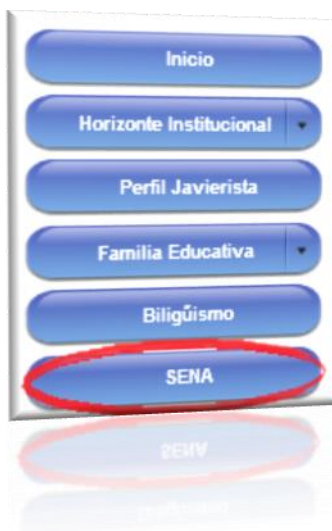 Inicio
Horizonte Institucional
Perfil Javierista
Familia Educativa
Biligüismo
SENA